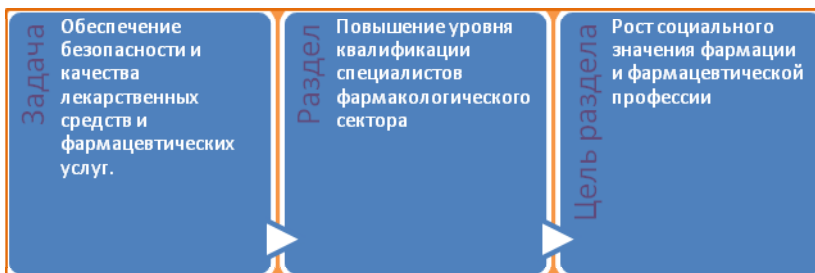 Задача
Обеспечение
безопасности и
качества
лекарственных
средств и
фармацевтических
услуг.
Раздел
Повышение уровня
квалификации
специалистов
фармакологического
сектора
Цель раздела
Рост социального
значения фармации
и фармацевтической
профессии